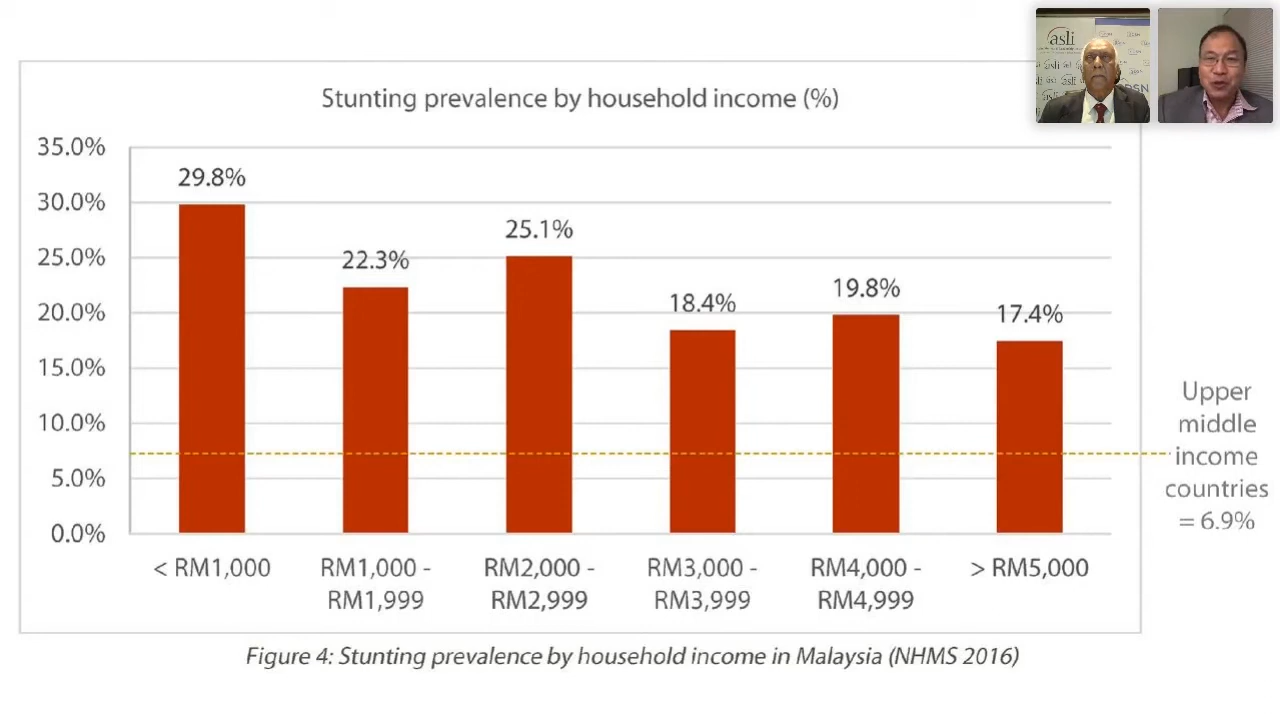 asli
Stunting prevalence by household income (%)
35.0%
30.0%
25.0%
20.0%
15.0%
10.0%
5.0%
0.0%
29.8%
22.3%
25.1%
18.4%
19.8%
17.4%
< RM1,000
RM1,000 -
RM1,999
RM2,000 -
RM2,999
RM3,000 -
RM3,999
RM4,000 -
RM4,999
> RM5,000
Upper
middle
income
countries
= 6.9%
Figure 4: Stunting prevalence by household income in Malaysia (NHMS 2016)